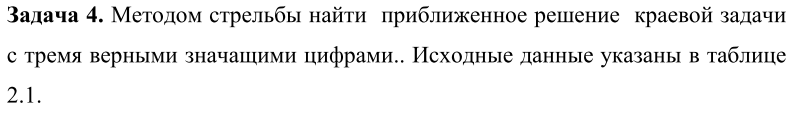 Задача 4. Методом стрельбы найти приближенное решение краевой задачи
с тремя верными значащими цифрами.. Исходные данные указаны в таблице
2.1.